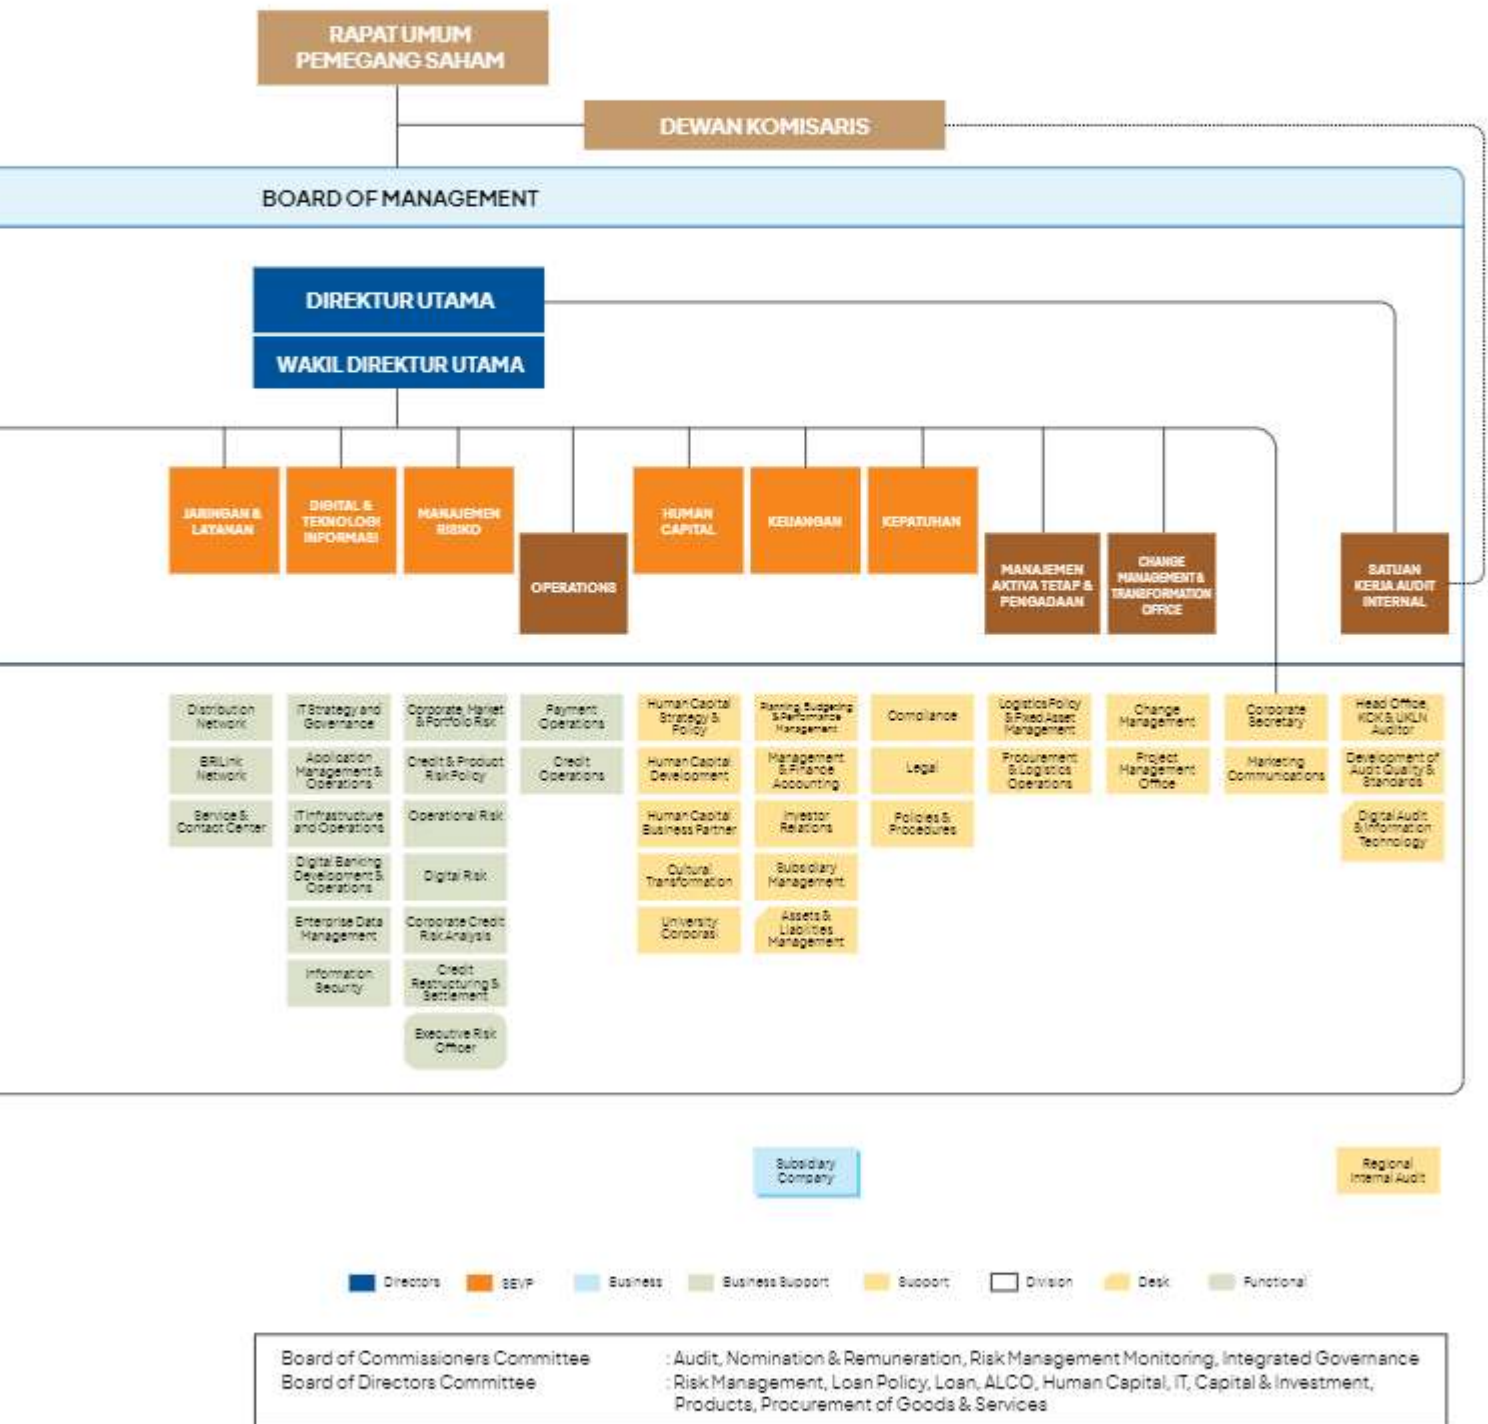 RAPAT UMUM
PEMEGANG SAHAM
DEWAN KOMISARIS
BOARD OF MANAGEMENT
DIREKTUR UTAMA
WAKIL DIREKTUR UTAMA
JARINGAN &
LAYANAN
DIGITAL &
TEKNOLOGI
INFORMASI
MANAJEMEN
RISIKO
OPERATIONS
HUMAN
CAPITAL
KEUANGAN
KEPATUHAN
MANAJEMEN
AKTIVA TETAP &
PENGADAAN
CHANGE
MANAGEMENT &
TRANSFORMATION
OFFICE
SATUAN
KERJA AUDIT
INTERNAL
Distribution
Network
BRILink
Network
Service &
Contact Center
IT Strategy and
Governance
Application
Management &
Operations
IT Infrastructure
and Operations
Digital Banking
Development &
Operations
Enterprise Data
Management
Information
Security
Corporate, Market
& Portfolio Risk
Credit & Product
Risk Policy
Operational Risk
Digital Risk
Corporate Credit
Risk Analysis
Credit
Restructuring &
Settlement
Executive Risk
Officer
Payment
Operations
Credit
Operations
Human Capital
Strategy &
Policy
Human Capital
Development
Human Capital
Business Partner
Cultural
Transformation
University
Corporasi
Planning, Budgeting
& Performance
Management
Management
& Finance
Accounting
Investor
Relations
Subsidiary
Management
Assets &
Liabilities
Management
Compliance
Legal
Policies &
Procedures
Logistics Policy
& Fixed Asset
Management
Procurement
& Logistics
Operations
Change
Management
Project
Management
Office
Corporate
Secretary
Marketing
Communications
Head Office,
KCK & UKLN
Auditor
Development of
Audit Quality &
Standards
Digital Audit
& Information
Technology
Subsidiary
Company
Regional
Internal Audit
Directors
SEVP
Business
Business Support
Support
Division
Desk
Functional
Board of Commissioners Committee : Audit, Nomination & Remuneration, Risk Management Monitoring, Integrated Governance
Board of Directors Committee : Risk Management, Loan Policy, Loan, ALCO, Human Capital, IT, Capital & Investment,
Products, Procurement of Goods & Services